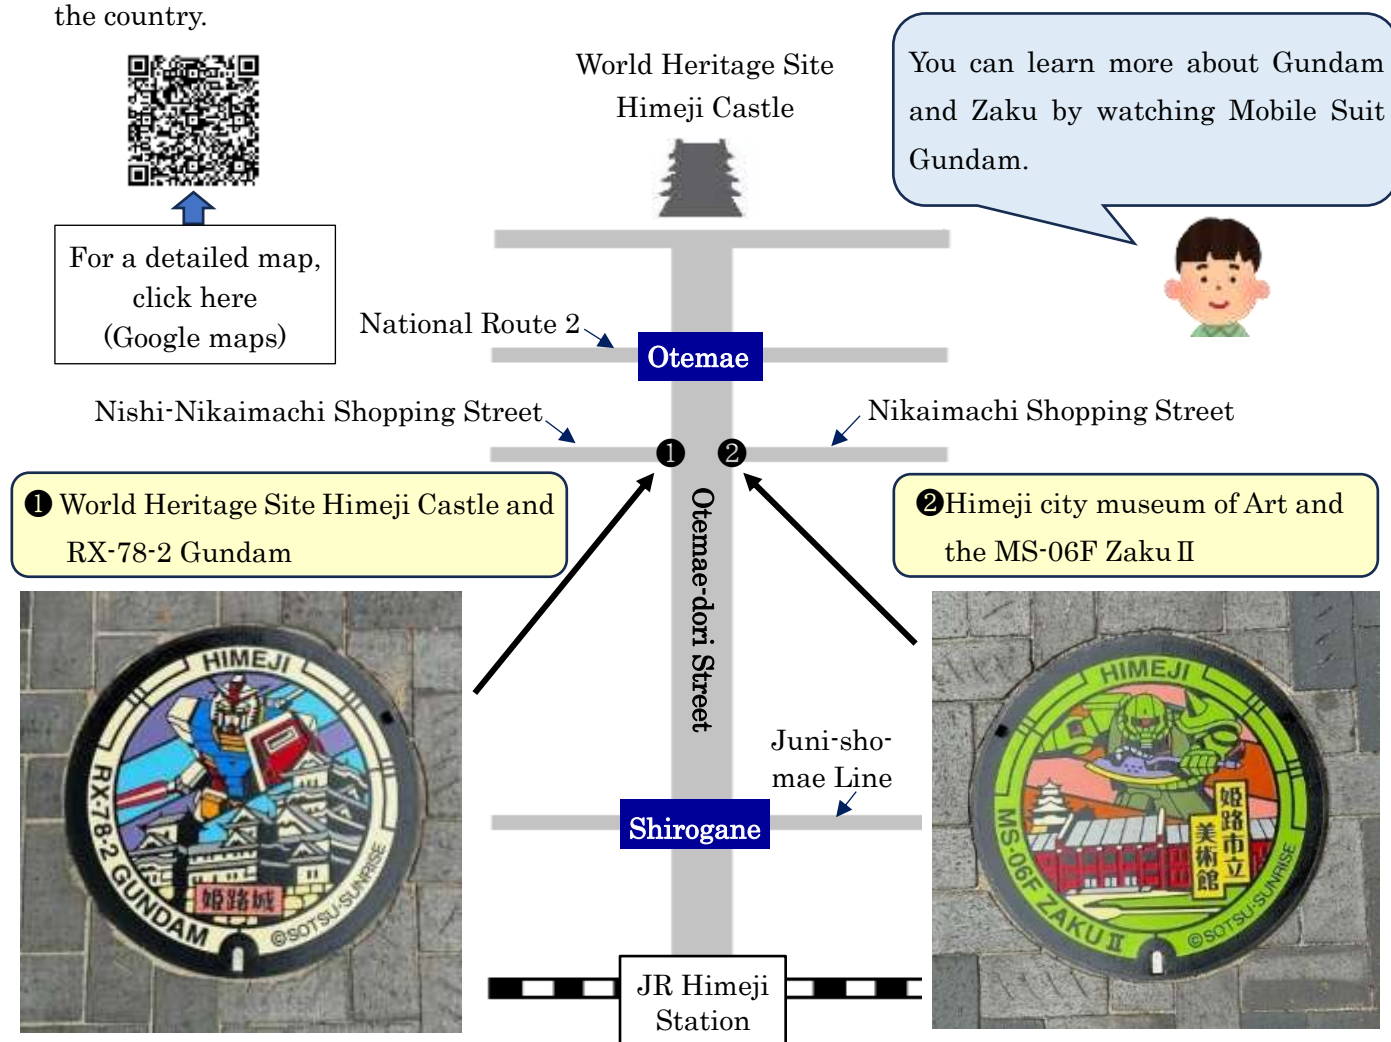 the country.
World Heritage Site
Himeji Castle
You can learn more about Gundam
and Zaku by watching Mobile Suit
Gundam.
For a detailed map,
click here
(Google maps)
National Route 2
Otemae
Nishi-Nikaimachi Shopping Street
Nikaimachi Shopping Street
❶
❷
❶ World Heritage Site Himeji Castle and
RX-78-2 Gundam
❷Himeji city museum of Art and
the MS-06F Zaku Ⅱ
Otemae-dori Street
HIMEJI
RX-78-2 GUNDAM
姫路城
©SOTSU・SUNRISE
HIMEJI
MS-06F ZAKU Ⅱ
姫路市立
美術館
©SOTSU・SUNRISE
Juni-sho-
mae Line
Shirogane
JR Himeji
Station